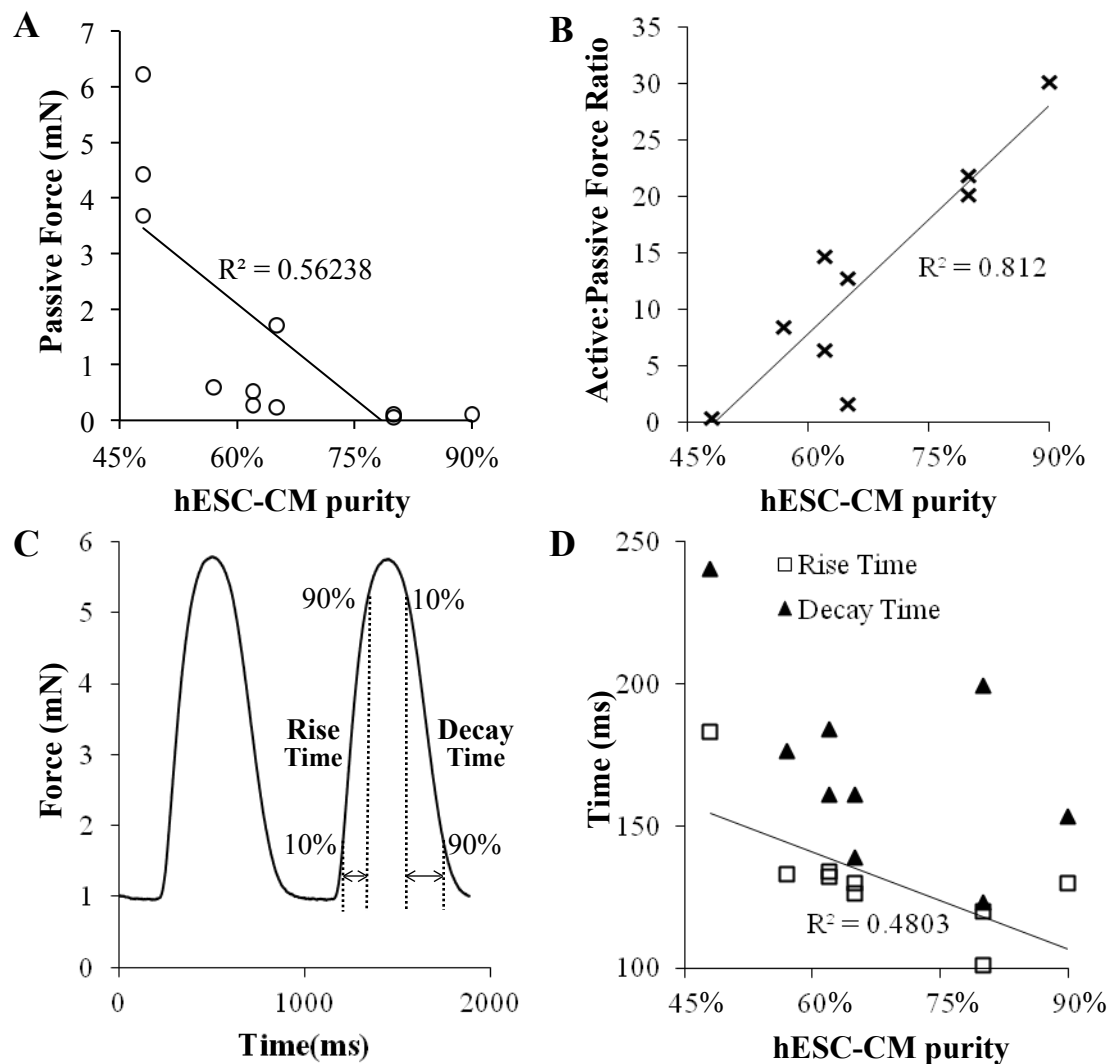 A
Passive Force (mN)
7
6
5
4
3
2
1
0
R² = 0.56238
45% 60% 75% 90%
hESC-CM purity
B
Active:Passive Force Ratio
35
30
25
20
15
10
5
0
R² = 0.812
45% 60% 75% 90%
hESC-CM purity
C
Force (mN)
6
5
4
3
2
1
0
90% 10%
Rise
Time
Decay
Time
10% 90%
0 1000 2000
Time(ms)
D
Time (ms)
250
200
150
100
Rise Time
Decay Time
R² = 0.4803
45% 60% 75% 90%
hESC-CM purity